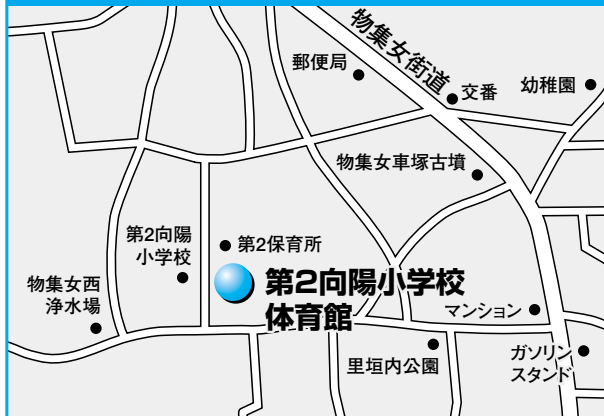 物集女街道
郵便局
交番
幼稚園
物集女車塚古墳
第2向陽
小学校
第2保育所
第2向陽小学校
体育館
物集女西
浄水場
マンション
里垣内公園
ガソリン
スタンド